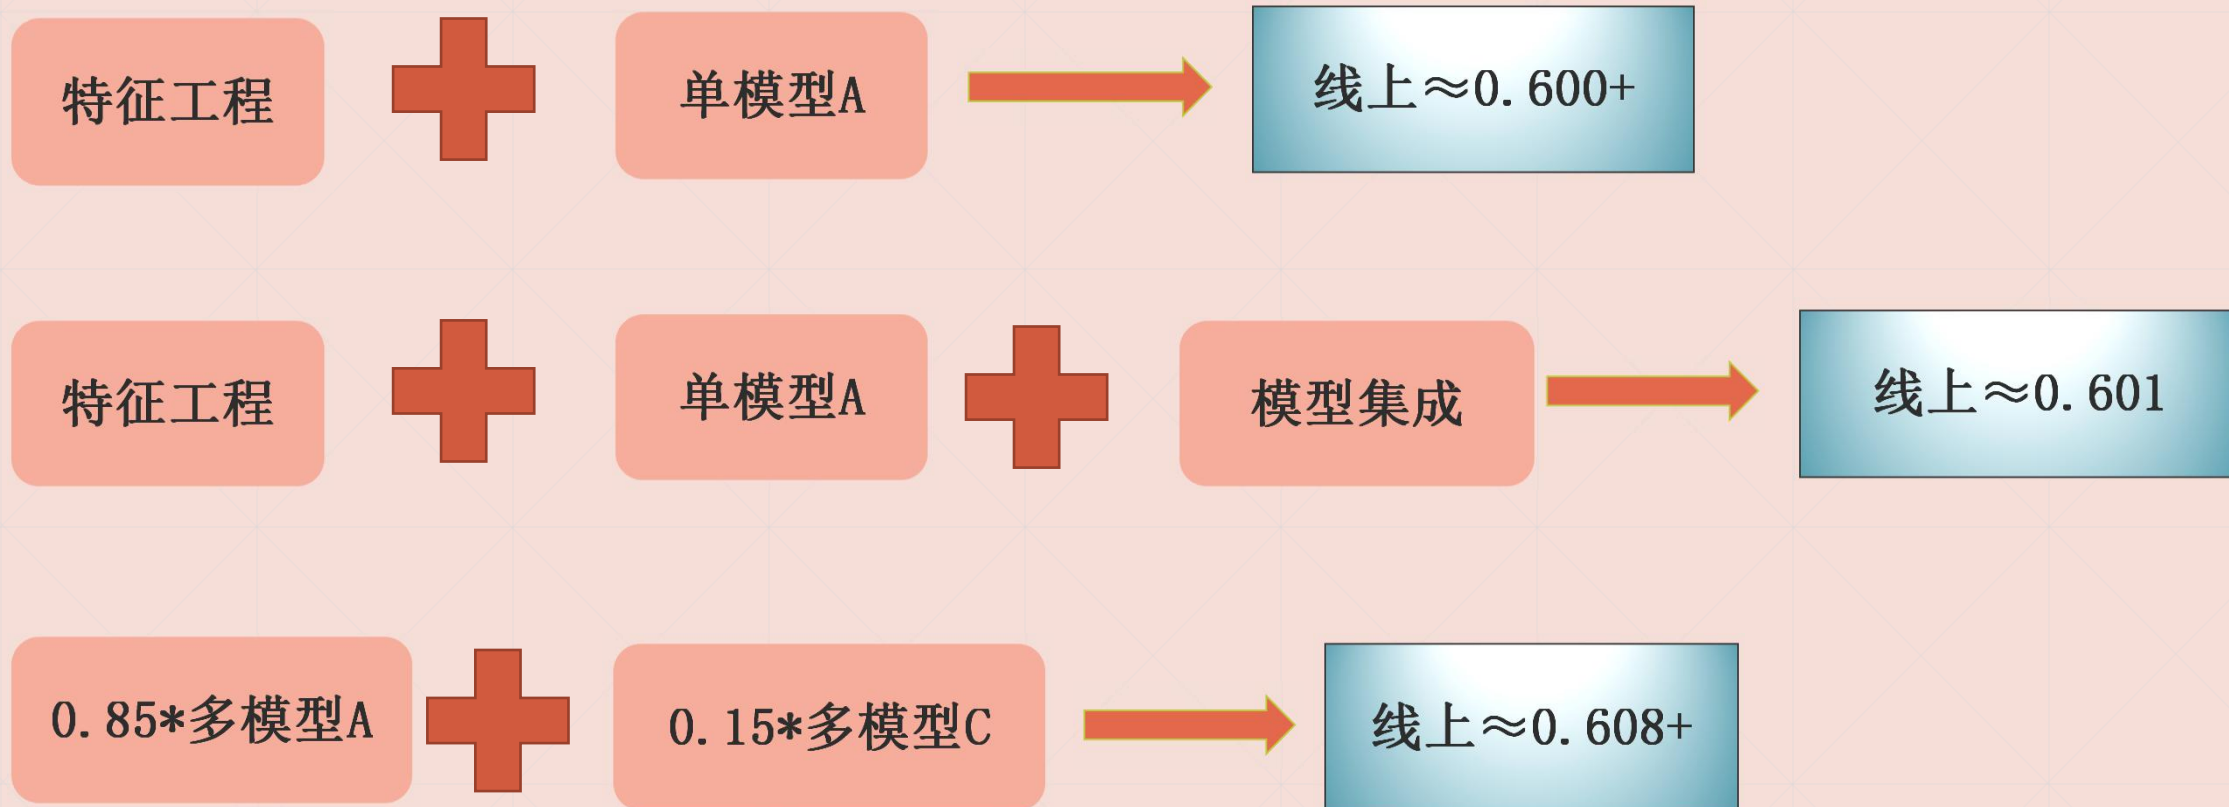 特征工程
单模型A
线上≈0.600+
特征工程
单模型A
模型集成
线上≈0.601
0.85*多模型A
0.15*多模型C
线上≈0.608+